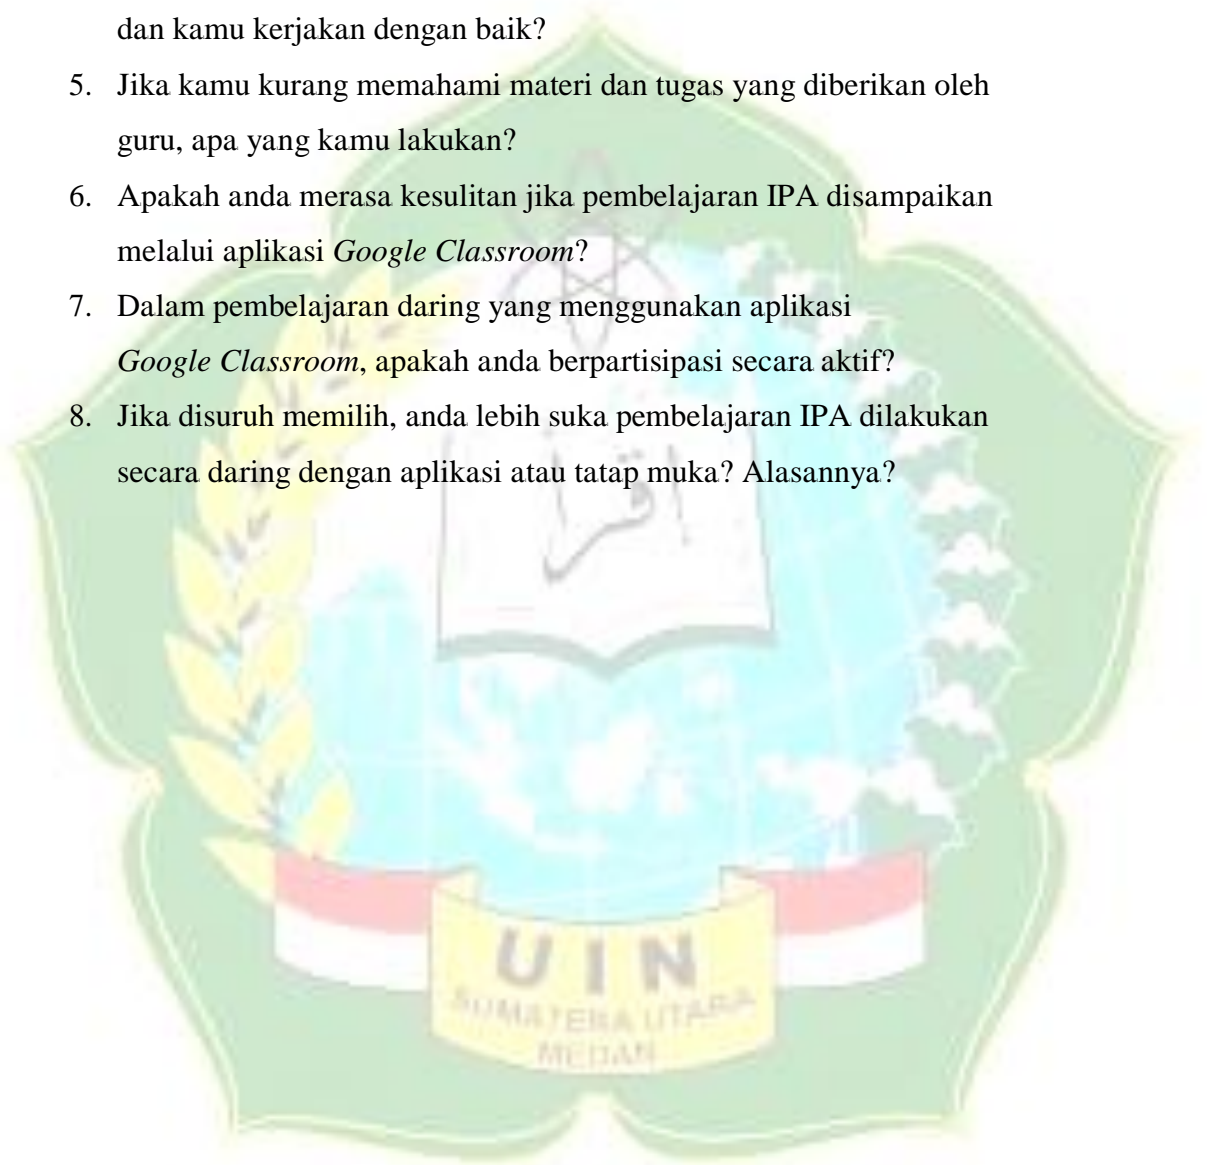 dan kamu kerjakan dengan baik?
5. Jika kamu kurang memahami materi dan tugas yang diberikan oleh
guru, apa yang kamu lakukan?
6. Apakah anda merasa kesulitan jika pembelajaran IPA disampaikan
melalui aplikasi Google Classroom?
7. Dalam pembelajaran daring yang menggunakan aplikasi
Google Classroom, apakah anda berpartisipasi secara aktif?
8. Jika disuruh memilih, anda lebih suka pembelajaran IPA dilakukan
secara daring dengan aplikasi atau tatap muka? Alasannya?
اقرأ
UIN
SUMATERA UTARA
MEDAN